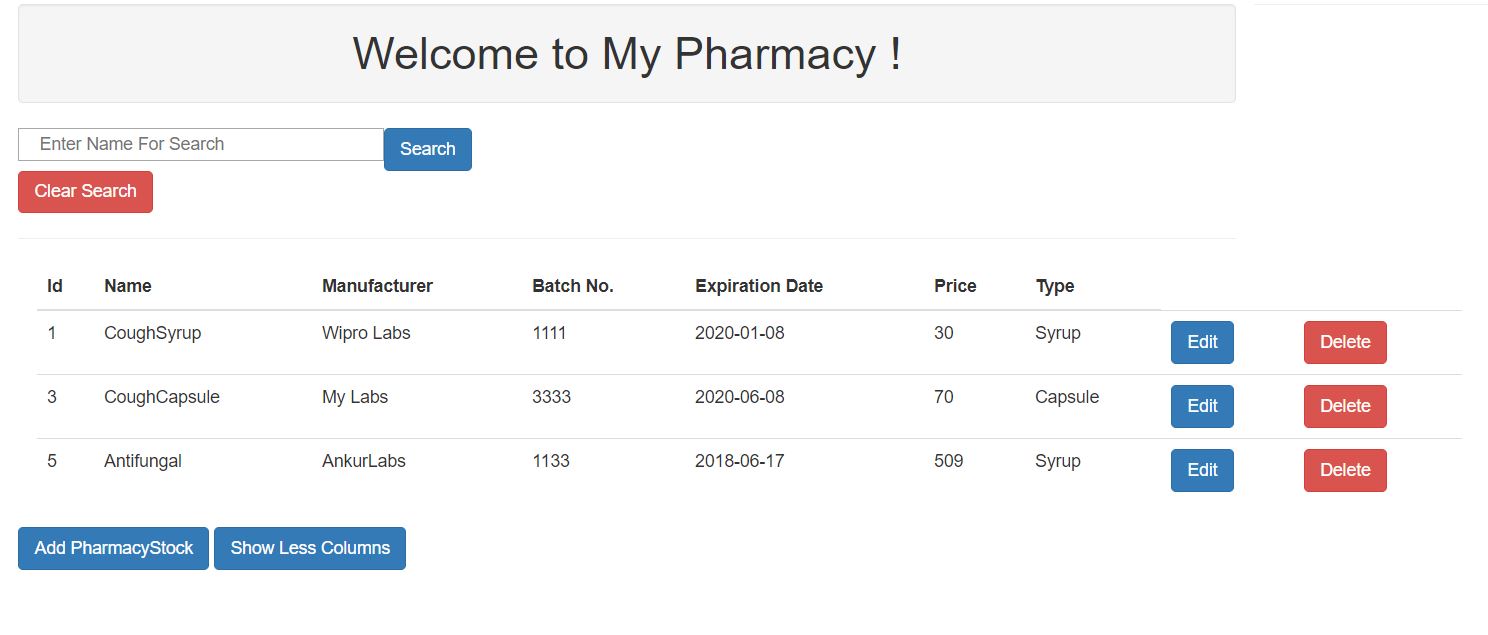 Welcome to My Pharmacy !
Enter Name For Search Search
Clear Search
Id Name Manufacturer Batch No. Expiration Date Price Type
1 CoughSyrup Wipro Labs 1111 2020-01-08 30 Syrup Edit Delete
3 CoughCapsule My Labs 3333 2020-06-08 70 Capsule Edit Delete
5 Antifungal AnkurLabs 1133 2018-06-17 509 Syrup Edit Delete
Add PharmacyStock Show Less Columns